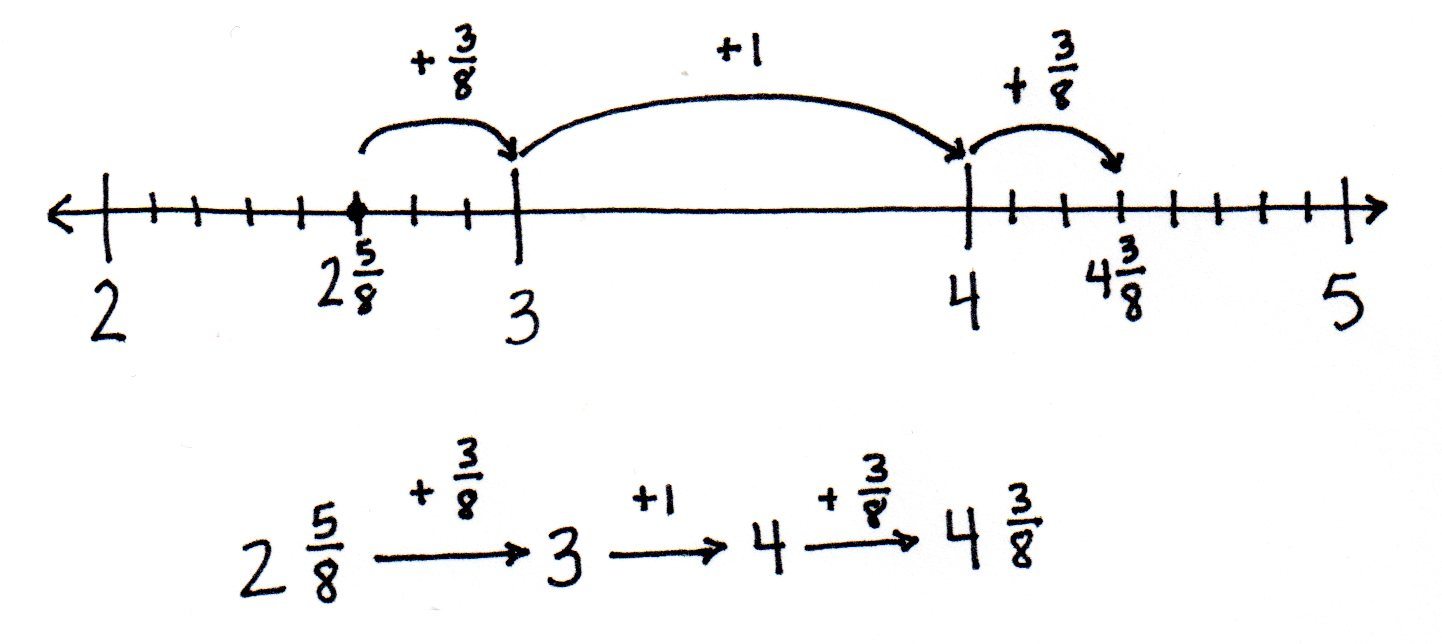 + 3/8 +1 + 3/8
2 2 5/8 3 4 4 3/8 5
+ 3/8 +1 + 3/8
2 5/8 → 3 → 4 → 4 3/8